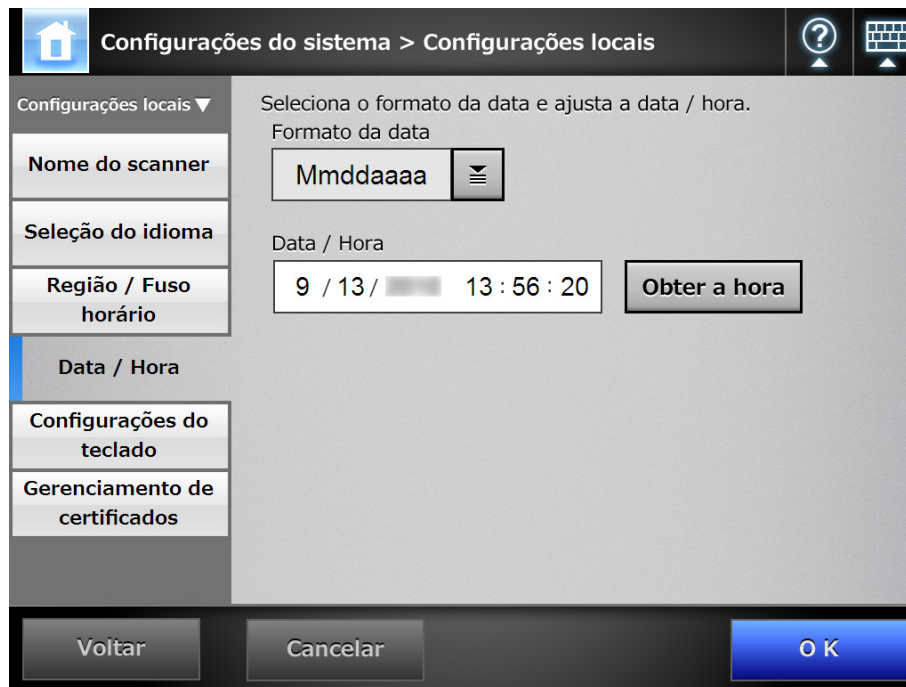 Configurações do sistema > Configurações locais
?
Configurações locais ▼
Nome do scanner
Seleção do idioma
Região / Fuso
horário
Data / Hora
Configurações do
teclado
Gerenciamento de
certificados
Seleciona o formato da data e ajusta a data / hora.
Formato da data
Mmddaaaa
Data / Hora
9 / 13 / 13 : 56 : 20
Obter a hora
Voltar
Cancelar
O K